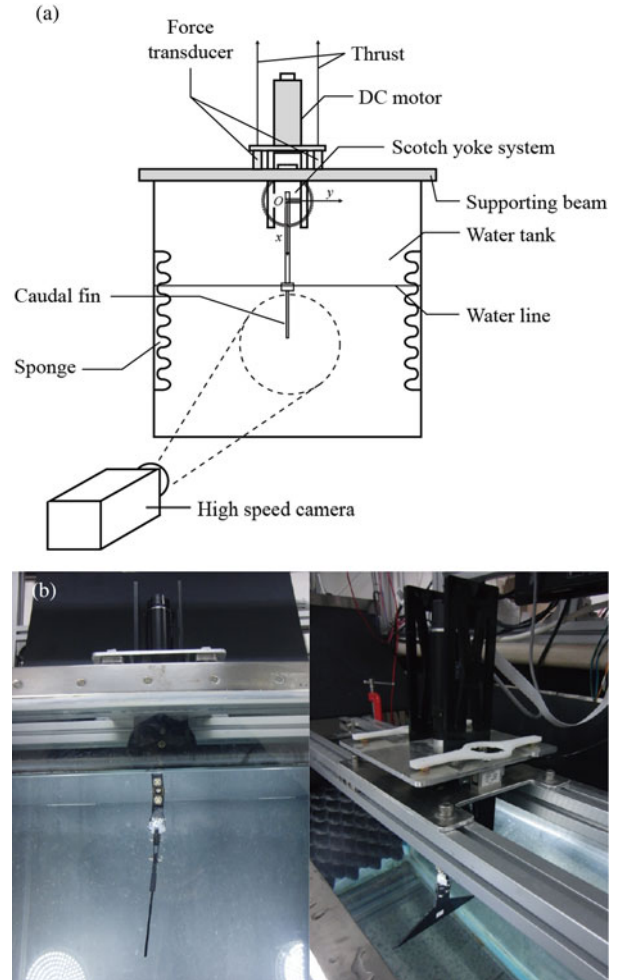 (a)
Force
transducer
Thrust
DC motor
Scotch yoke system
O
y
x
Supporting beam
Water tank
Caudal fin
Water line
Sponge
High speed camera
(b)